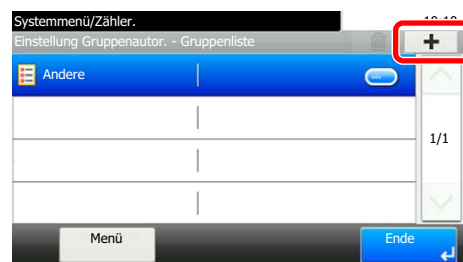 Systemmenü/Zähler.
Einstellung Gruppenautor. - Gruppenliste
Andere
1/1
Menü
Ende